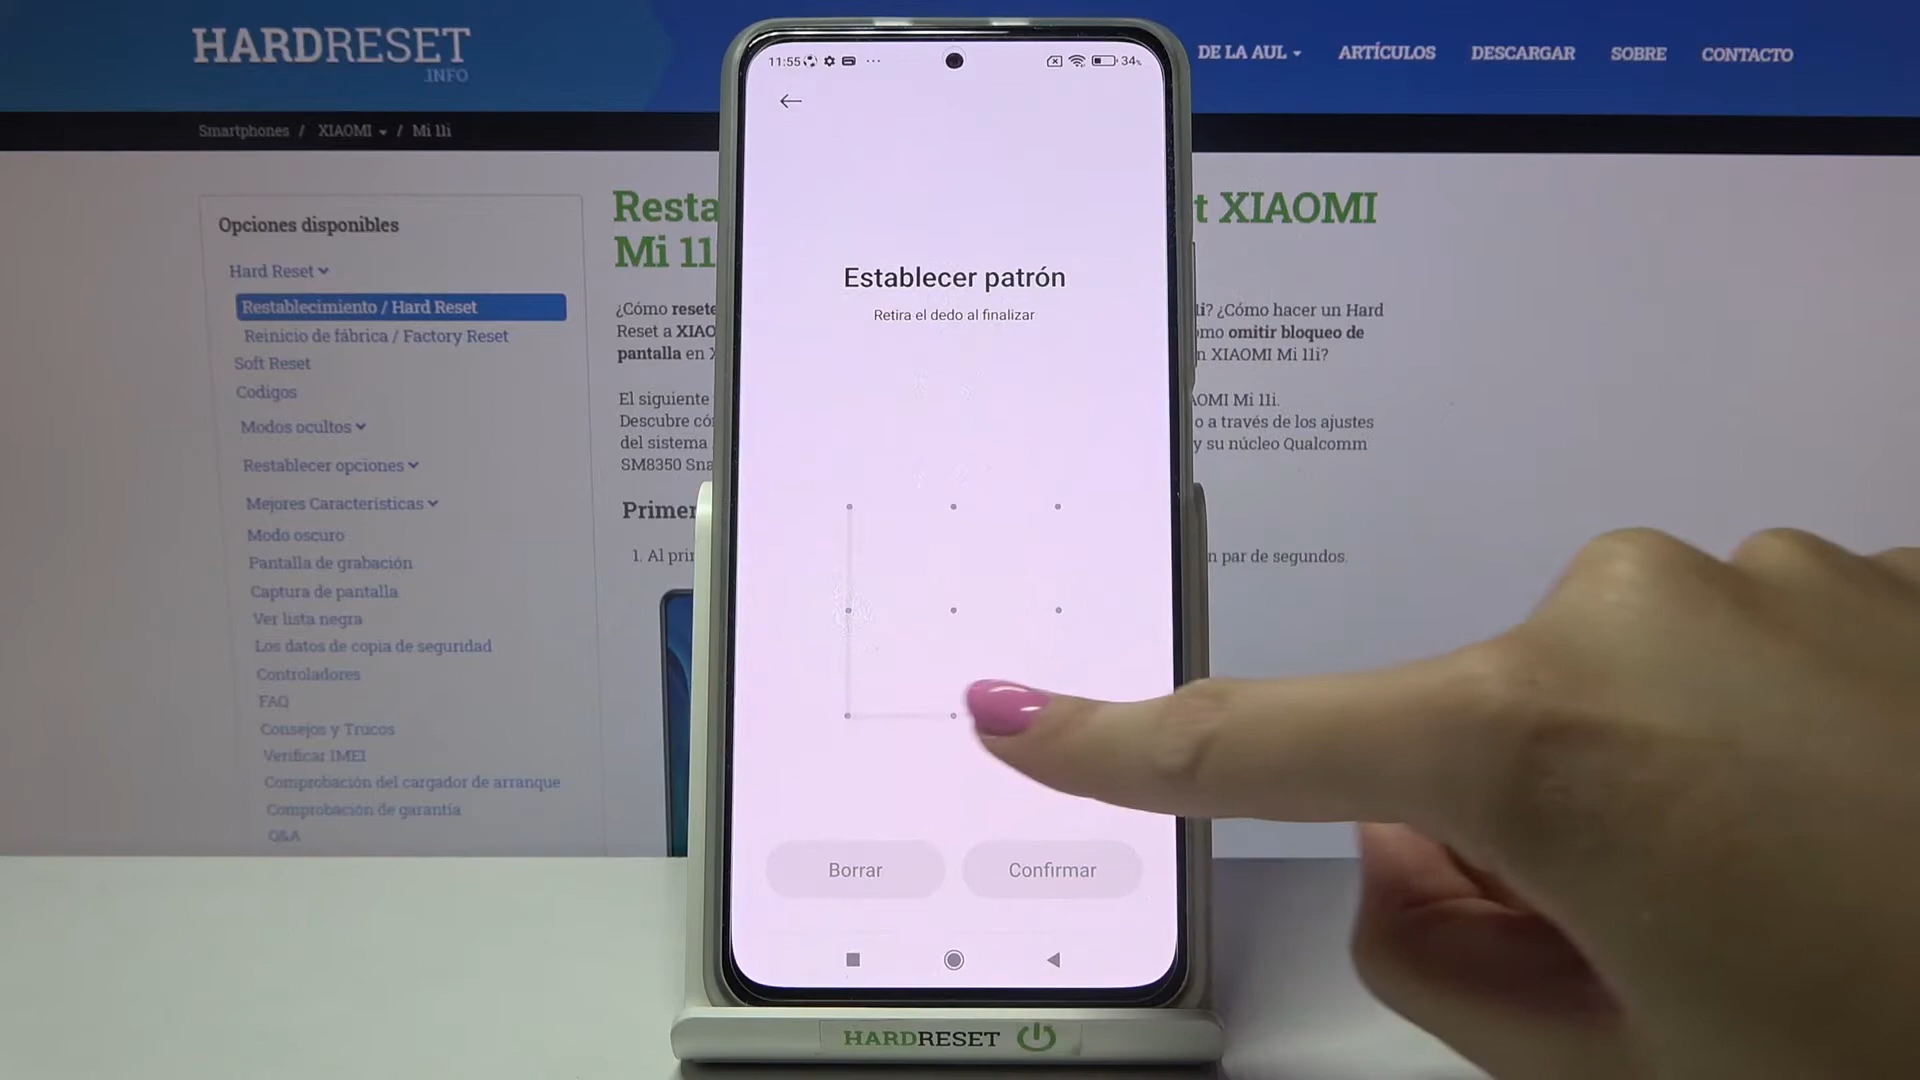 HARDRESET
.INFO
DE LA AUL
ARTÍCULOS
DESCARGAR
SOBRE
CONTACTO
Smartphones / XIAOMI / Mi 11i
Opciones disponibles
Hard Reset
Restablecimiento / Hard Reset
Reinicio de fábrica / Factory Reset
Soft Reset
Codigos
Modos ocultos
Restablecer opciones
Mejores Características
Modo oscuro
Pantalla de grabación
Captura de pantalla
Ver lista negra
Los datos de copia de seguridad
Controladores
FAQ
Consejos y Trucos
Verificar IMEI
Comprobación del cargador de arranque
Comprobación de garantía
Q&A
Resta t XIAOMI
Mi 11
¿Cómo resete li? ¿Cómo hacer un Hard
Reset a XIAO mo omitir bloqueo de
pantalla en n XIAOMI Mi 11i?
El siguiente AOMI Mi 11i.
Descubre có o a través de los ajustes
del sistema y su núcleo Qualcomm
SM8350 Sna
Primer
1. Al pri n par de segundos.
11:55
34%
Establecer patrón
Retira el dedo al finalizar
Borrar
Confirmar
HARDRESET